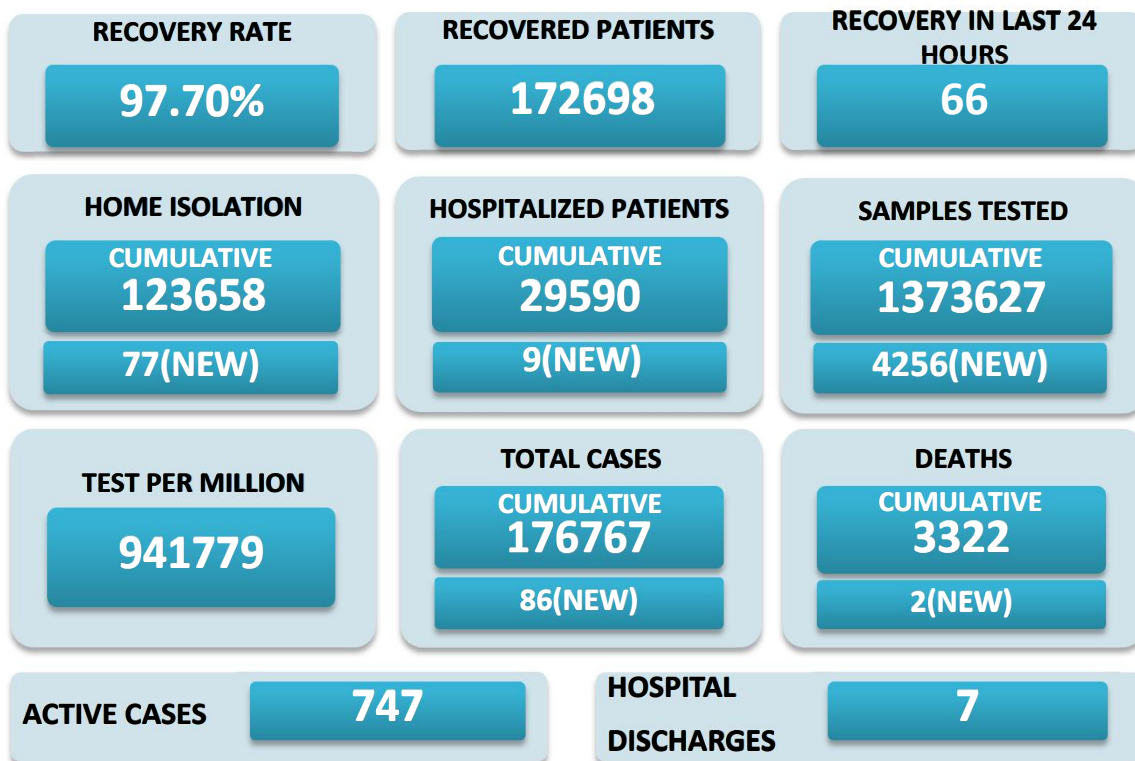 RECOVERY RATE
97.70%
RECOVERED PATIENTS
172698
RECOVERY IN LAST 24
HOURS
66
HOME ISOLATION
CUMULATIVE
123658
77(NEW)
HOSPITALIZED PATIENTS
CUMULATIVE
29590
9(NEW)
SAMPLES TESTED
CUMULATIVE
1373627
4256(NEW)
TEST PER MILLION
941779
TOTAL CASES
CUMULATIVE
176767
86(NEW)
DEATHS
CUMULATIVE
3322
2(NEW)
ACTIVE CASES
747
HOSPITAL
DISCHARGES
7